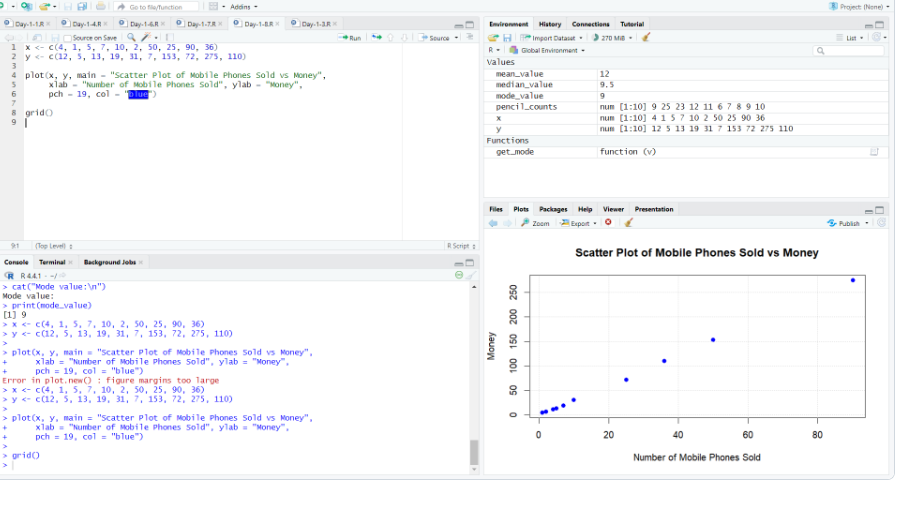 Go to file/function
Addins
Project: (None)
Day-1-1.R × Day-1-4.R × Day-1-6.R × Day-1-7.R × Day-1-8.R × Day-1-3.R ×
Source on Save
Run
Source
1 x <- c(4, 1, 5, 7, 10, 2, 50, 25, 90, 36)
2 y <- c(12, 5, 13, 19, 31, 7, 153, 72, 275, 110)
3
4 plot(x, y, main = "Scatter Plot of Mobile Phones Sold vs Money",
5 xlab = "Number of Mobile Phones Sold", ylab = "Money",
6 pch = 19, col = "blue")
7
8 grid()
9
9:1 (Top Level) R Script
Console Terminal × Background Jobs ×
R 4.4.1 · ~/
> cat("Mode value:\n")
Mode value:
> print(mode_value)
[1] 9
> x <- c(4, 1, 5, 7, 10, 2, 50, 25, 90, 36)
> y <- c(12, 5, 13, 19, 31, 7, 153, 72, 275, 110)
>
> plot(x, y, main = "Scatter Plot of Mobile Phones Sold vs Money",
+ xlab = "Number of Mobile Phones Sold", ylab = "Money",
+ pch = 19, col = "blue")
Error in plot.new() : figure margins too large
> x <- c(4, 1, 5, 7, 10, 2, 50, 25, 90, 36)
> y <- c(12, 5, 13, 19, 31, 7, 153, 72, 275, 110)
>
> plot(x, y, main = "Scatter Plot of Mobile Phones Sold vs Money",
+ xlab = "Number of Mobile Phones Sold", ylab = "Money",
+ pch = 19, col = "blue")
>
> grid()
>
Environment History Connections Tutorial
Import Dataset 270 MiB List
R Global Environment
Values
mean_value 12
median_value 9.5
mode_value 9
pencil_counts num [1:10] 9 25 23 12 11 6 7 8 9 10
x num [1:10] 4 1 5 7 10 2 50 25 90 36
y num [1:10] 12 5 13 19 31 7 153 72 275 110
Functions
get_mode function (v)
Files Plots Packages Help Viewer Presentation
Zoom Export Publish
Scatter Plot of Mobile Phones Sold vs Money
Money
250
200
150
100
50
0
0 20 40 60 80
Number of Mobile Phones Sold